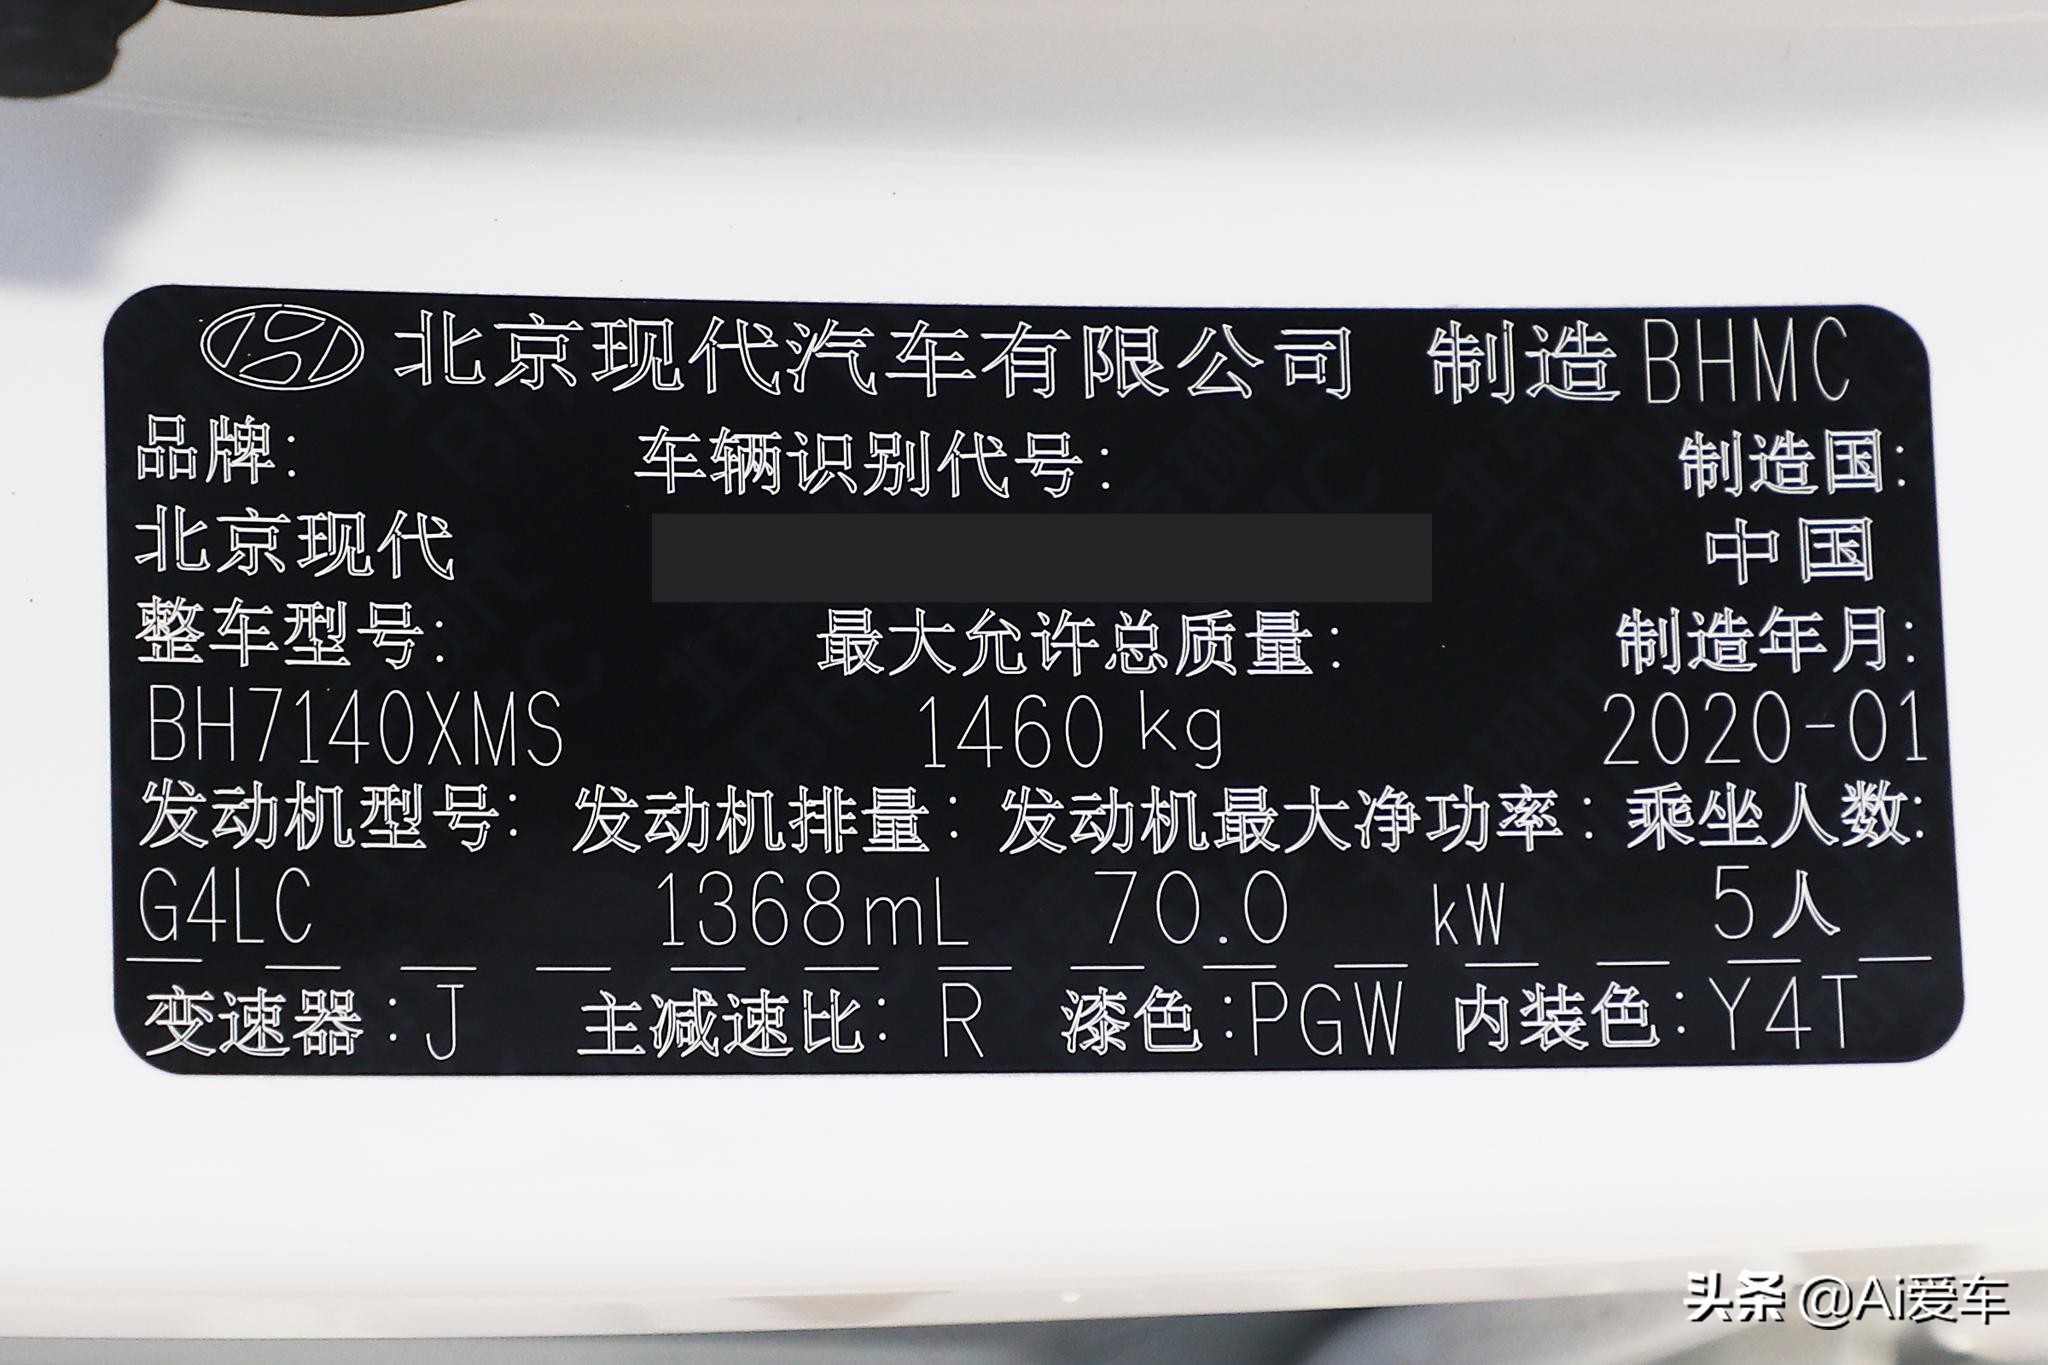 北京现代汽车有限公司 制造BHMC
品牌: 车辆识别代号: 制造国:
北京现代 中国
整车型号: 最大允许总质量: 制造年月:
BH7140XMS 1460 kg 2020-01
发动机型号: 发动机排量: 发动机最大净功率: 乘坐人数:
G4LC 1368mL 70.0 kW 5人
变速器:J 主减速比: R 漆色:PGW 内装色:Y4T
头条 @Ai爱车